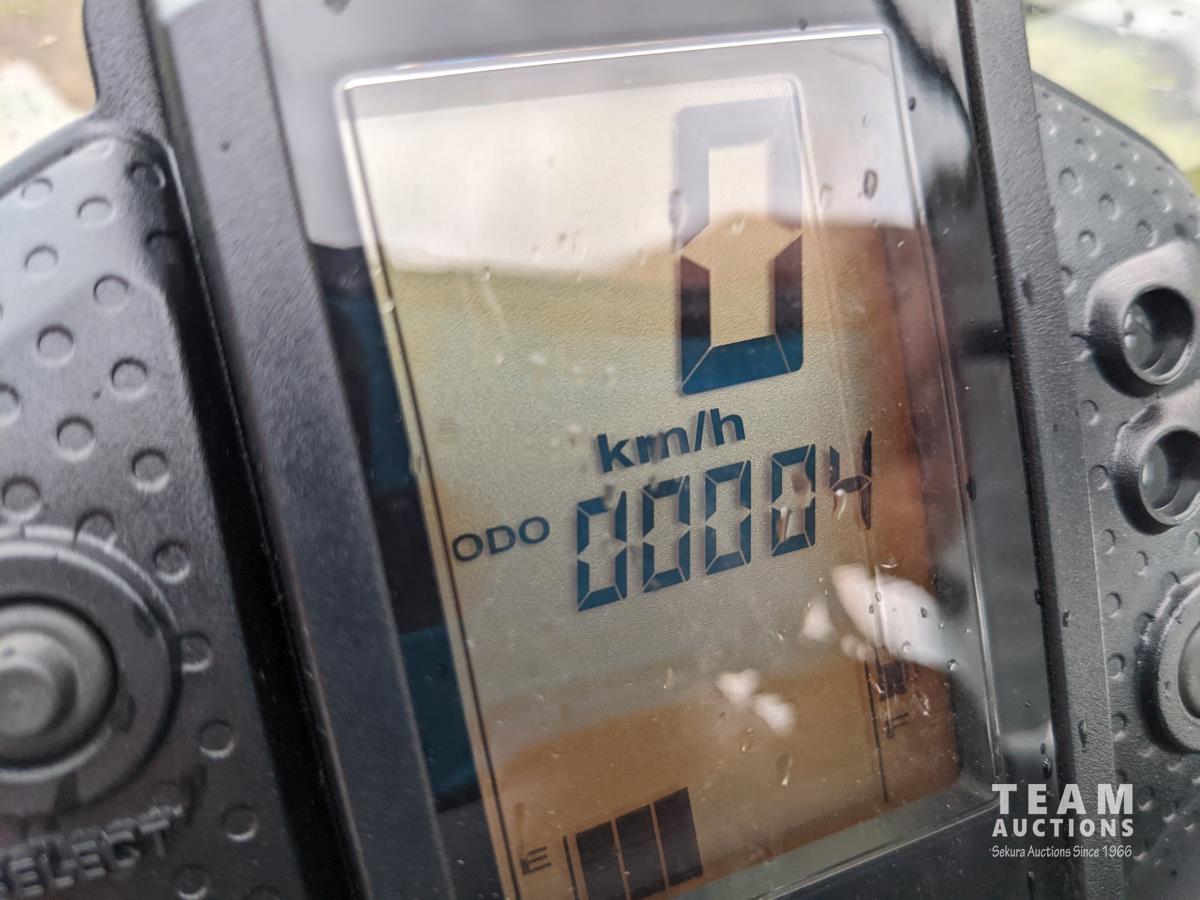 0
km/h
ODO 00004
F
E
SELECT
TEAM
AUCTIONS
Sekura Auctions Since 1966